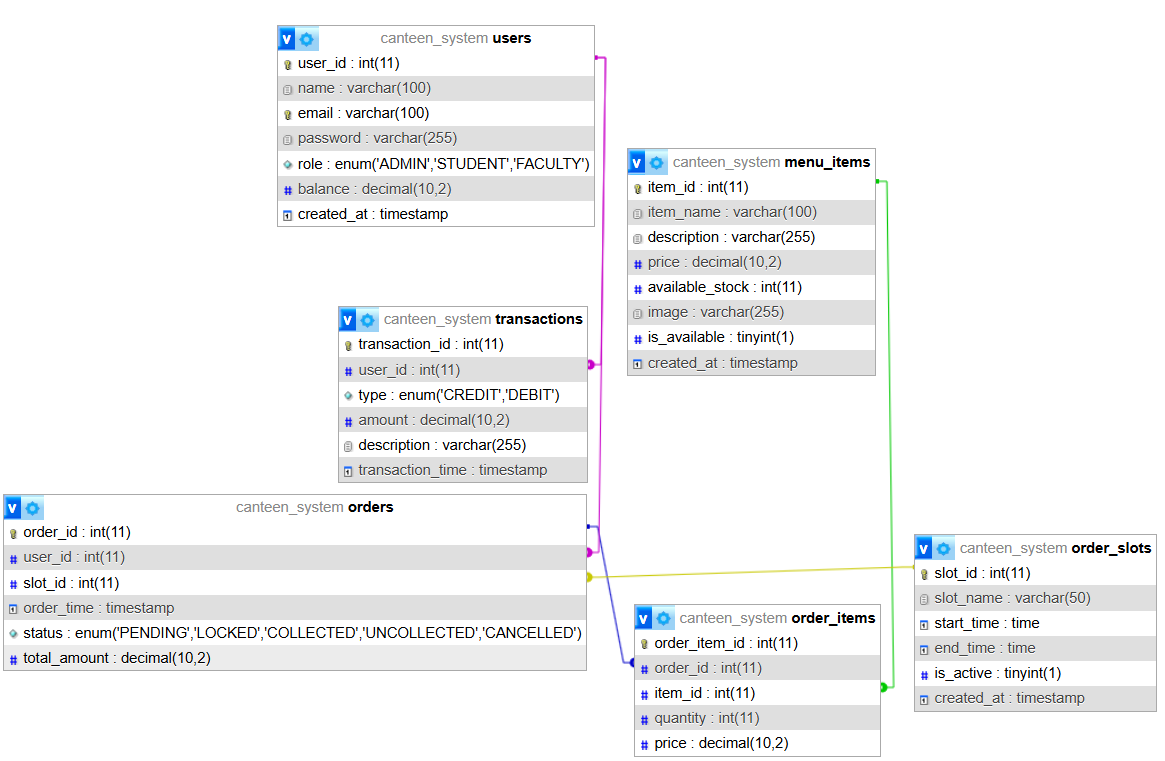 canteen_system users
user_id : int(11)
name : varchar(100)
email : varchar(100)
password : varchar(255)
role : enum('ADMIN','STUDENT','FACULTY')
balance : decimal(10,2)
created_at : timestamp
canteen_system menu_items
item_id : int(11)
item_name : varchar(100)
description : varchar(255)
price : decimal(10,2)
available_stock : int(11)
image : varchar(255)
is_available : tinyint(1)
created_at : timestamp
canteen_system transactions
transaction_id : int(11)
user_id : int(11)
type : enum('CREDIT','DEBIT')
amount : decimal(10,2)
description : varchar(255)
transaction_time : timestamp
canteen_system orders
order_id : int(11)
user_id : int(11)
slot_id : int(11)
order_time : timestamp
status : enum('PENDING','LOCKED','COLLECTED','UNCOLLECTED','CANCELLED')
total_amount : decimal(10,2)
canteen_system order_items
order_item_id : int(11)
order_id : int(11)
item_id : int(11)
quantity : int(11)
price : decimal(10,2)
canteen_system order_slots
slot_id : int(11)
slot_name : varchar(50)
start_time : time
end_time : time
is_active : tinyint(1)
created_at : timestamp